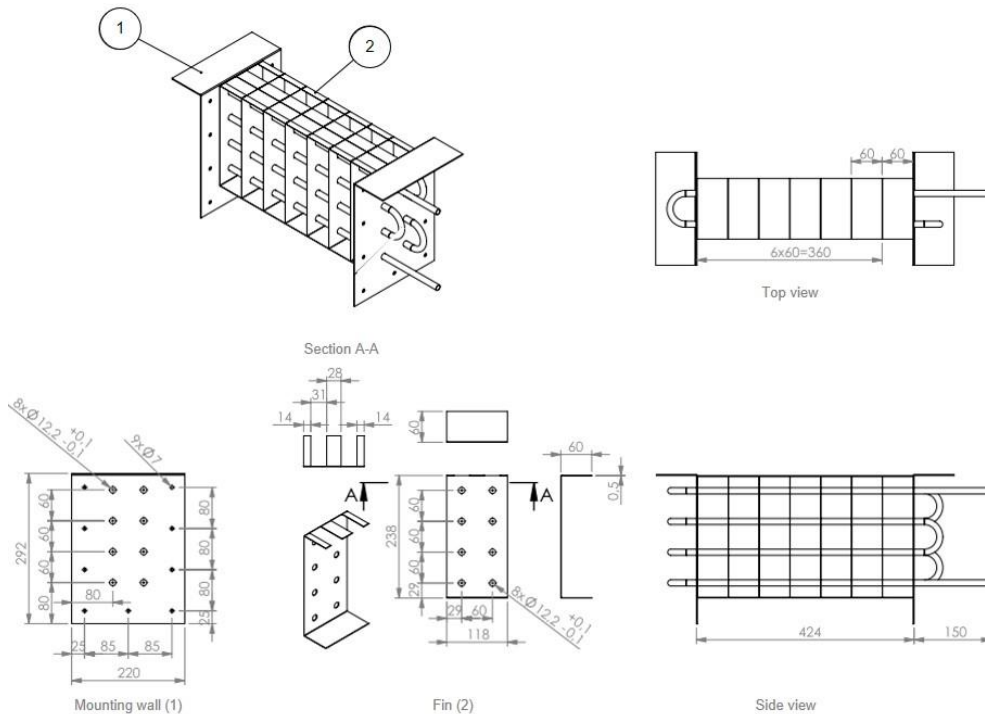 1
2
60 60
6x60=360
Top view
Section A-A
28
31
14 14
8xØ12.2 +0,1 -0,1
9xØ7
60
60
60
80
292
80
80
80
80
25
25 85 85
220
Mounting wall (1)
60
A A
60
60
60
29
238
29 60
118
8xØ12.2 +0,1 -0,1
60
0,5
Fin (2)
424
150
Side view